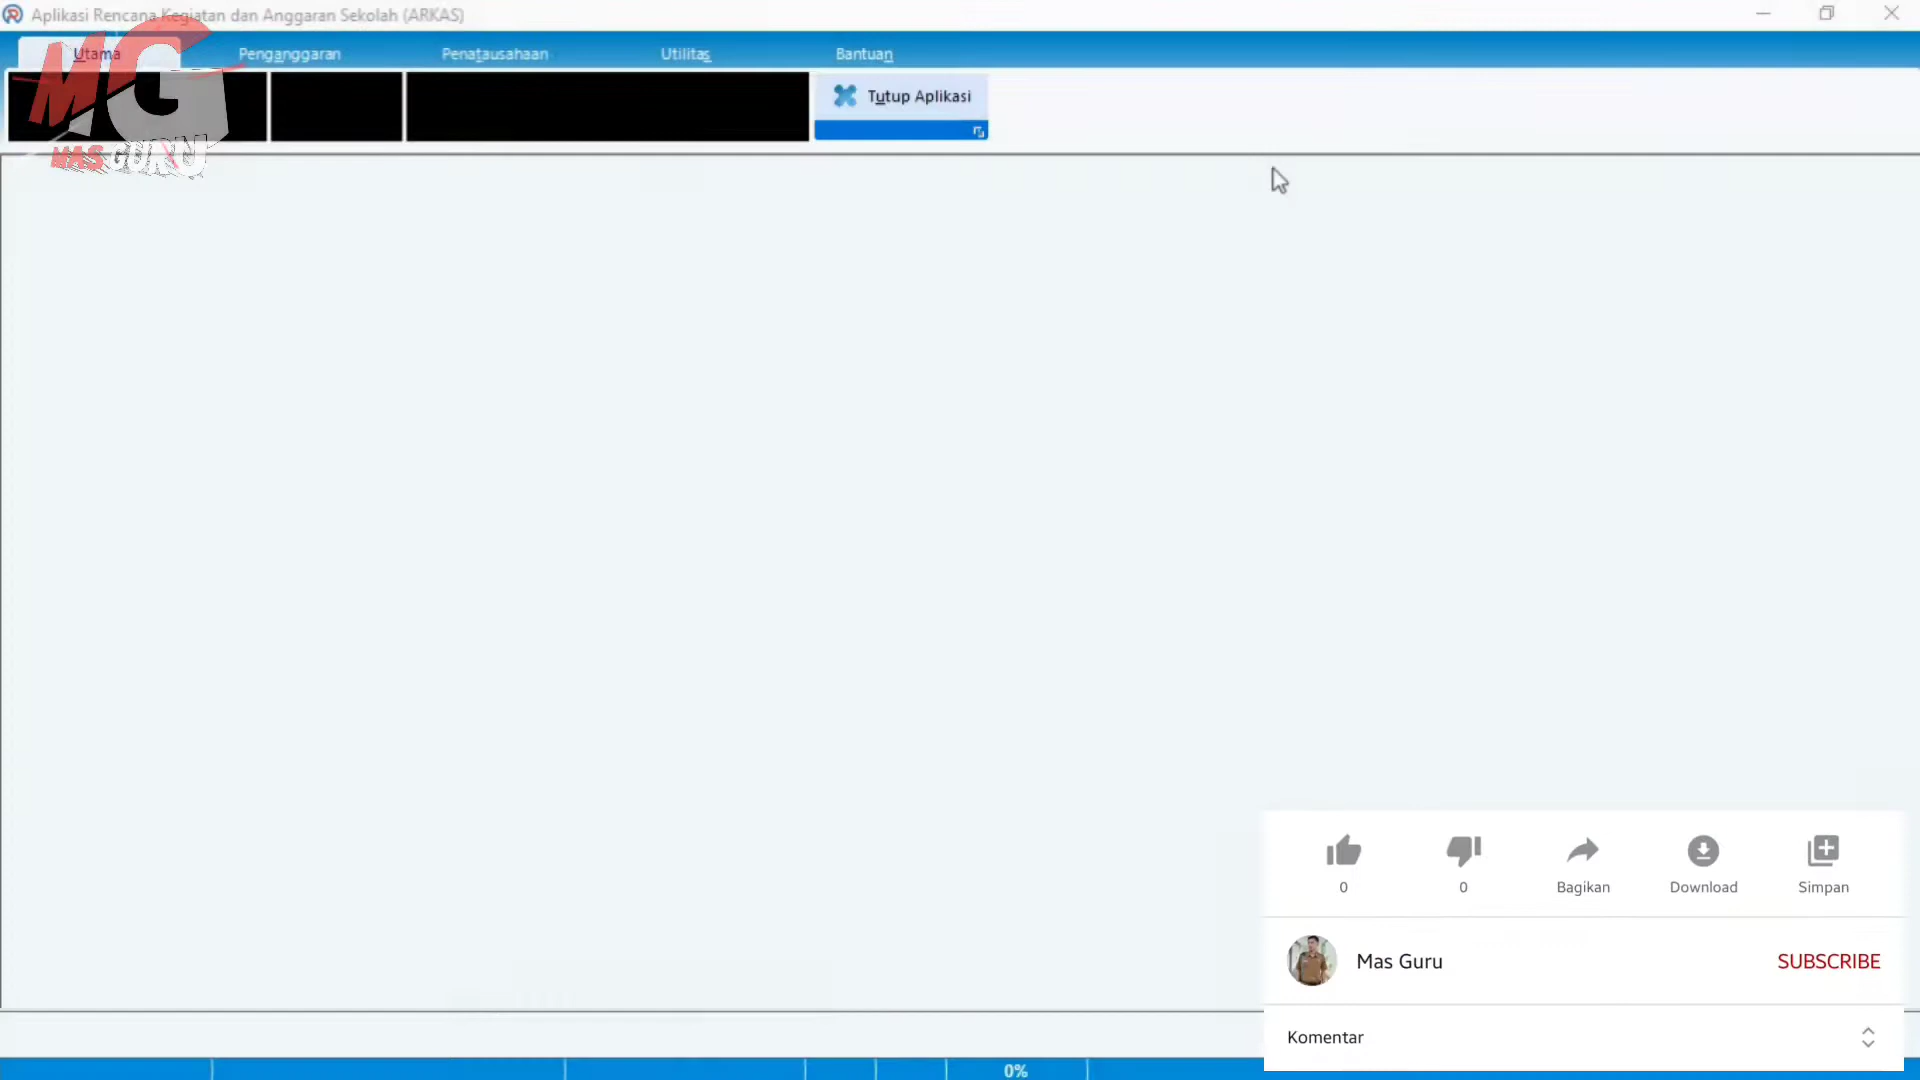 Aplikasi Rencana Kegiatan dan Anggaran Sekolah (ARKAS)
Utama
Penganggaran
Penatausahaan
Utilitas
Bantuan
MG
MAS GURU
Tutup Aplikasi
0
0
Bagikan
Download
Simpan
Mas Guru
SUBSCRIBE
Komentar
0%